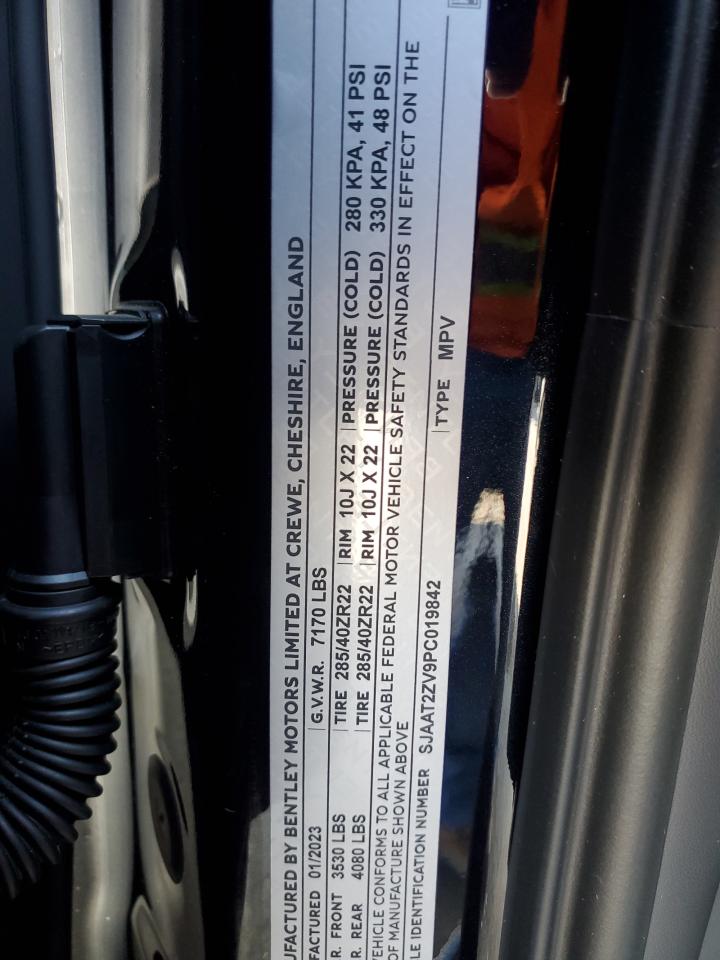 UFACTURED BY BENTLEY MOTORS LIMITED AT CREWE, CHESHIRE, ENGLAND
FACTURED 01/2023 G.V.W.R. 7170 LBS
R. FRONT 3530 LBS TIRE 285/40ZR22 RIM 10J X 22 PRESSURE (COLD) 280 KPA, 41 PSI
R. REAR 4080 LBS TIRE 285/40ZR22 RIM 10J X 22 PRESSURE (COLD) 330 KPA, 48 PSI
EHICLE CONFORMS TO ALL APPLICABLE FEDERAL MOTOR VEHICLE SAFETY STANDARDS IN EFFECT ON THE
OF MANUFACTURE SHOWN ABOVE
LE IDENTIFICATION NUMBER SJAAT2ZV9PC019842 TYPE MPV